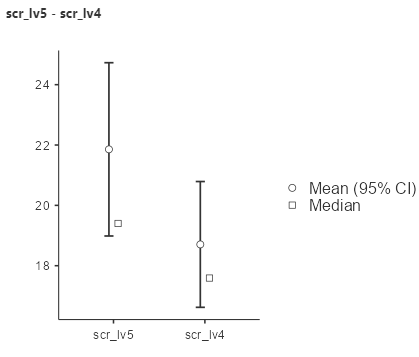 scr_lv5 - scr_lv4
24
22
20
18
scr_lv5
scr_lv4
Mean (95% CI)
Median